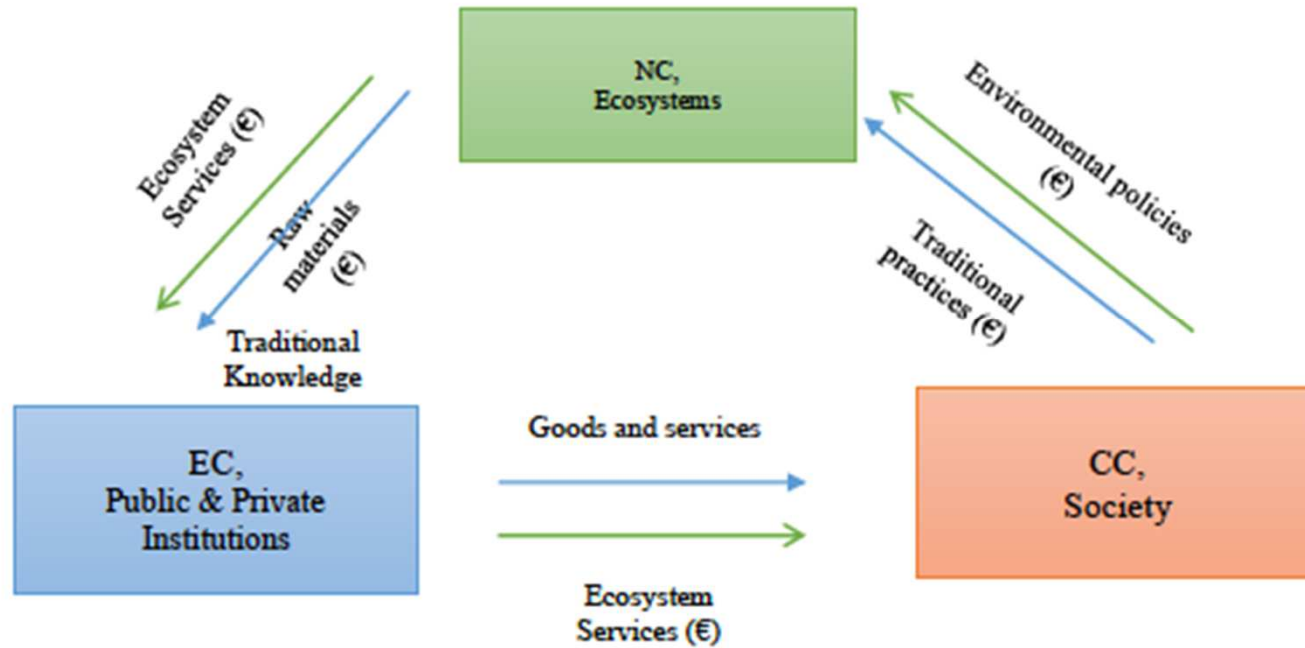 NC,
Ecosystems
Ecosystem
Services (€)
Raw
materials
(€)
Environmental policies
(€)
Traditional
practices (€)
Traditional
Knowledge
EC,
Public & Private
Institutions
Goods and services
Ecosystem
Services (€)
CC,
Society